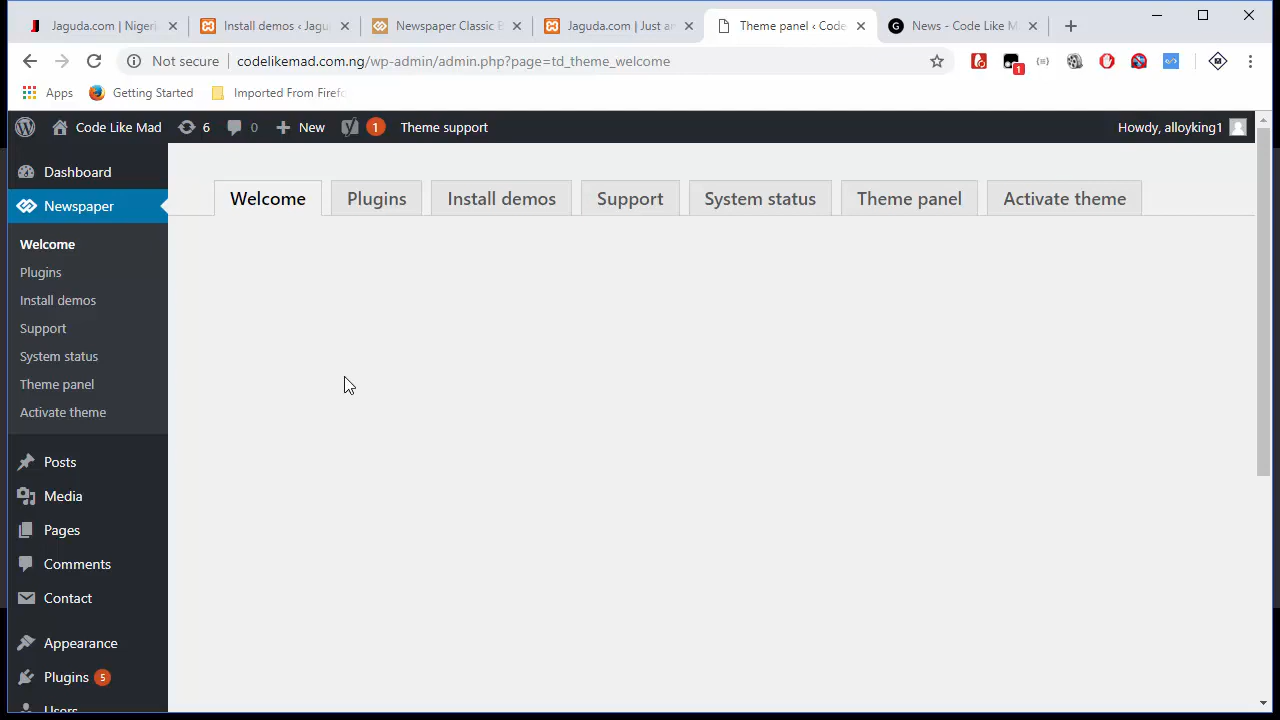 Jaguda.com | Nigeri
Install demos ‹ Jagu
Newspaper Classic B
Jaguda.com | Just a
Theme panel ‹ Code
News - Code Like M
Not secure
codelikemad.com.ng/wp-admin/admin.php?page=td_theme_welcome
1
Apps
Getting Started
Imported From Firef
Code Like Mad
6
0
New
1
Theme support
Howdy, alloyking1
Dashboard
Newspaper
Welcome
Plugins
Install demos
Support
System status
Theme panel
Activate theme
Posts
Media
Pages
Comments
Contact
Appearance
Plugins 5
Users
Welcome
Plugins
Install demos
Support
System status
Theme panel
Activate theme